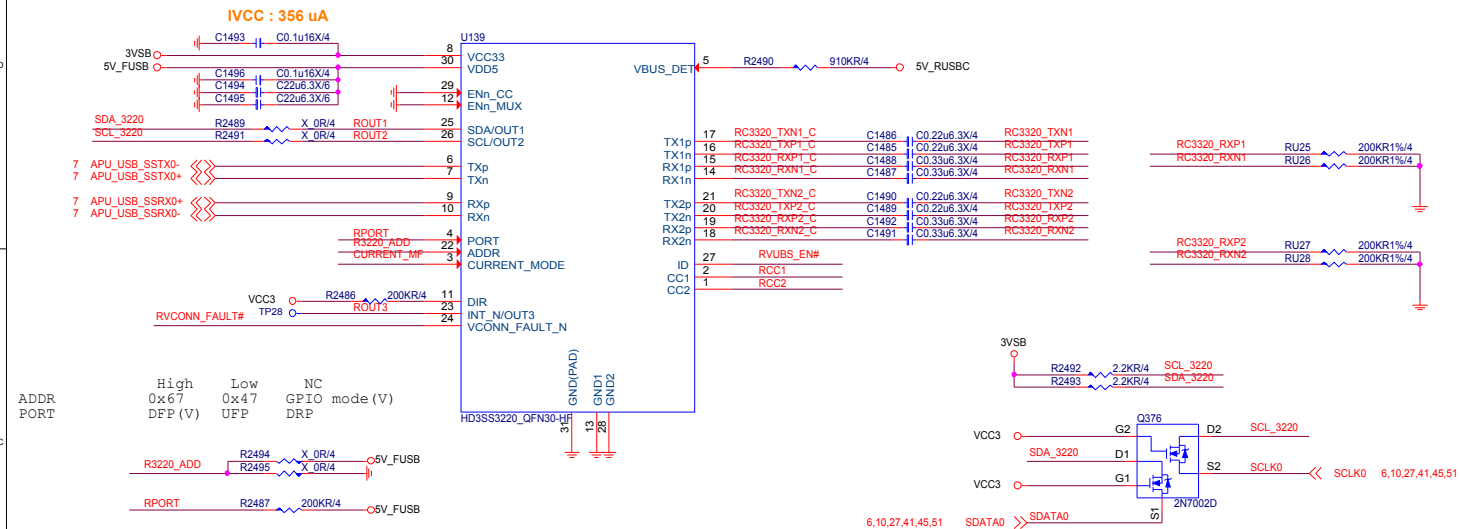 IVCC : 356 uA
U139
C1493 C0.1u16X/4
3VSB 8 VCC33
5V_FUSB 30 VDD5
C1496 C0.1u16X/4
C1494 C22u6.3X/6
C1495 C22u6.3X/6
29 ENn_CC
12 ENn_MUX
SDA_3220 R2489 X_0R/4 ROUT1 25 SDA/OUT1
SCL_3220 R2491 X_0R/4 ROUT2 26 SCL/OUT2
7 APU_USB_SSTX0- 6 TXp
7 APU_USB_SSTX0+ 7 TXn
7 APU_USB_SSRX0+ 9 RXp
7 APU_USB_SSRX0- 10 RXn
RPORT 4 PORT
R3220_ADD 22 ADDR
CURRENT_MF 3 CURRENT_MODE
VCC3 R2486 200KR/4 11 DIR
TP28 ROUT3 23 INT_N/OUT3
RVCONN_FAULT# 24 VCONN_FAULT_N
VBUS_DET 5 R2490 910KR/4 5V_RUSBC
TX1p 17 RC3320_TXN1_C C1486 C0.22u6.3X/4 RC3320_TXN1
TX1n 16 RC3320_TXP1_C C1485 C0.22u6.3X/4 RC3320_TXP1
RX1p 15 RC3320_RXP1_C C1488 C0.33u6.3X/4 RC3320_RXP1
RX1n 14 RC3320_RXN1_C C1487 C0.33u6.3X/4 RC3320_RXN1
TX2p 21 RC3320_TXN2_C C1490 C0.22u6.3X/4 RC3320_TXN2
TX2n 20 RC3320_TXP2_C C1489 C0.22u6.3X/4 RC3320_TXP2
RX2p 19 RC3320_RXP2_C C1492 C0.33u6.3X/4 RC3320_RXP2
RX2n 18 RC3320_RXN2_C C1491 C0.33u6.3X/4 RC3320_RXN2
ID 27 RVUBS_EN#
CC1 2 RCC1
CC2 1 RCC2
GND(PAD) GND1 GND2
31 13 28
HD3SS3220_QFN30-HF
RC3320_RXP1 RU25 200KR1%/4
RC3320_RXN1 RU26 200KR1%/4
RC3320_RXP2 RU27 200KR1%/4
RC3320_RXN2 RU28 200KR1%/4
High Low NC
ADDR 0x67 0x47 GPIO mode(V)
PORT DFP(V) UFP DRP
R3220_ADD R2494 X_0R/4 5V_FUSB
R2495 X_0R/4
RPORT R2487 200KR/4 5V_FUSB
3VSB
R2492 2.2KR/4 SCL_3220
R2493 2.2KR/4 SDA_3220
Q376
VCC3 G2 D2 SCL_3220
SDA_3220 D1 S2 SCLK0 SCLK0 6,10,27,41,45,51
VCC3 G1
2N7002D
S1
6,10,27,41,45,51 SDATA0 SDATA0
C